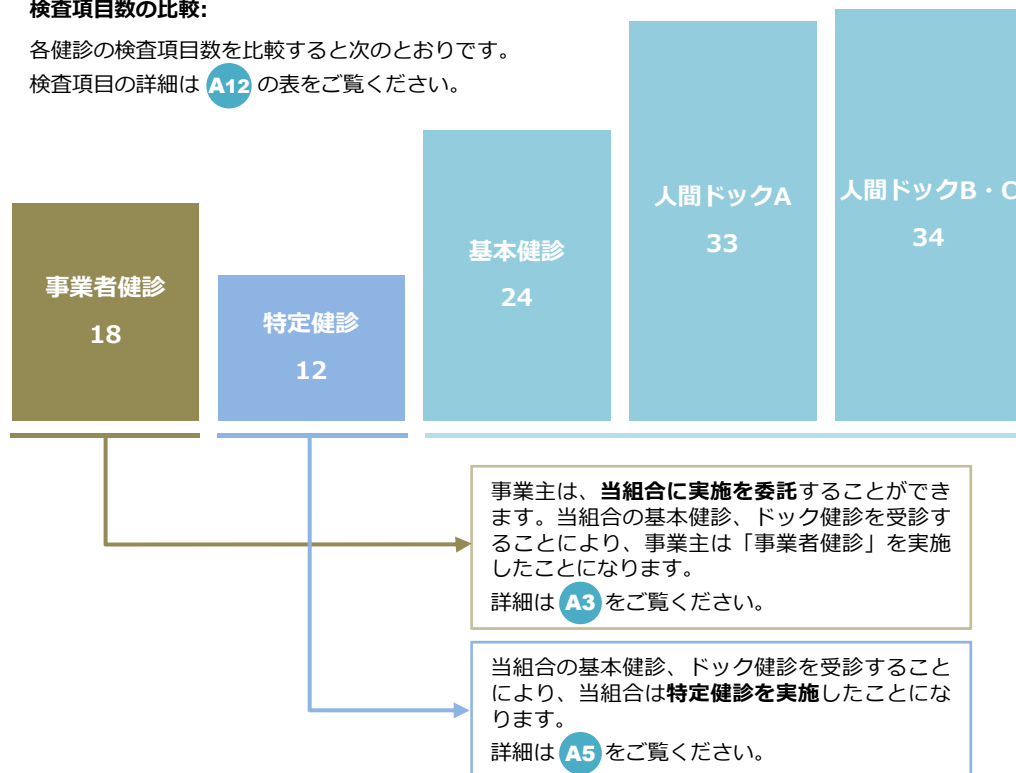 検査項目数の比較:
各健診の検査項目数を比較すると次のとおりです。
検査項目の詳細は A12 の表をご覧ください。
事業者健診
18
特定健診
12
基本健診
24
人間ドックA
33
人間ドックB・C
34
事業主は、当組合に実施を委託することができ
ます。当組合の基本健診、ドック健診を受診す
ることにより、事業主は「事業者健診」を実施
したことになります。
詳細は A3 をご覧ください。
当組合の基本健診、ドック健診を受診すること
により、当組合は特定健診を実施したことにな
ります。
詳細は A5 をご覧ください。